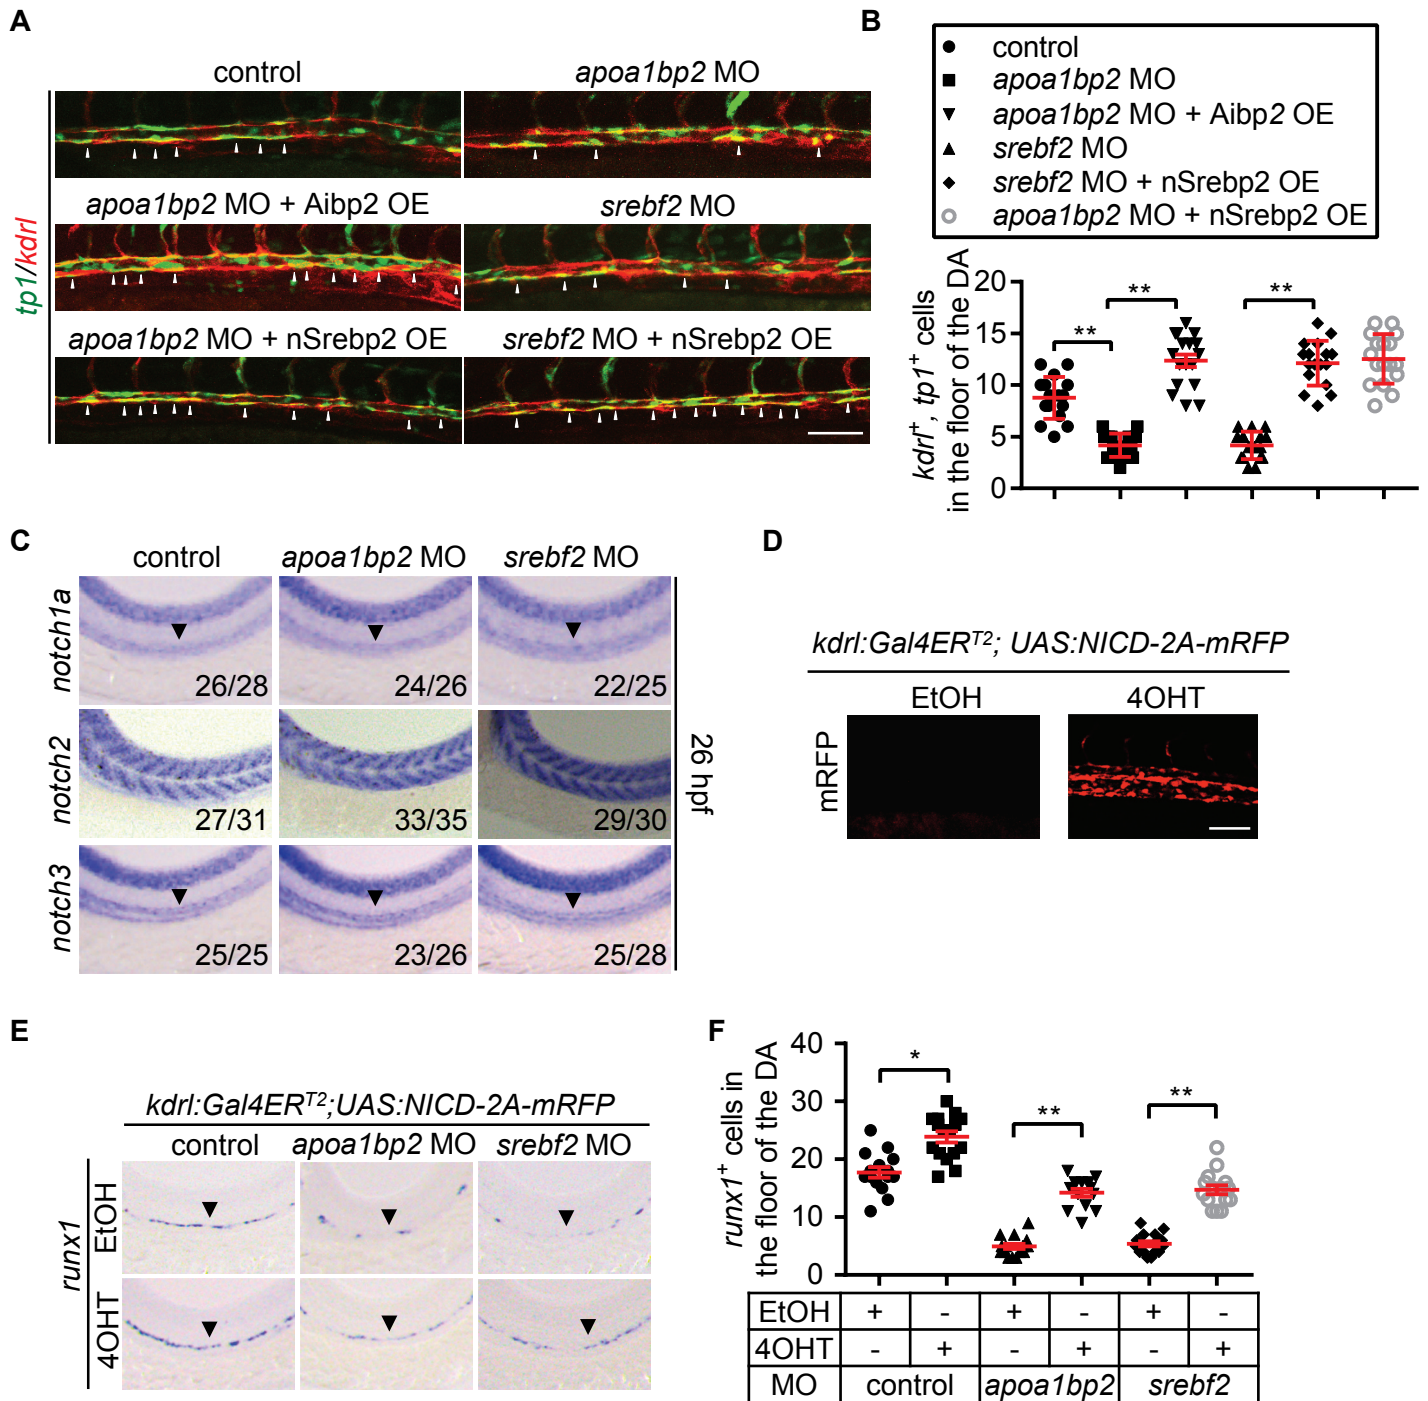 A
control
apoa1bp2 MO
apoa1bp2 MO + Aibp2 OE
srebf2 MO
apoa1bp2 MO + nSrebp2 OE
srebf2 MO + nSrebp2 OE
tp1/kdrl
B
control
apoa1bp2 MO
apoa1bp2 MO + Aibp2 OE
srebf2 MO
srebf2 MO + nSrebp2 OE
apoa1bp2 MO + nSrebp2 OE
kdrl+, tp1+ cells
in the floor of the DA
20
15
10
5
0
** ** **
C
control apoa1bp2 MO srebf2 MO
notch1a
26/28 24/26 22/25
notch2
27/31 33/35 29/30
notch3
25/25 23/26 25/28
26 hpf
D
kdrl:Gal4ERT2; UAS:NICD-2A-mRFP
EtOH 4OHT
mRFP
E
kdrl:Gal4ERT2;UAS:NICD-2A-mRFP
control apoa1bp2 MO srebf2 MO
runx1
EtOH
4OHT
F
runx1+ cells in
the floor of the DA
40
30
20
10
0
* ** **
EtOH + - + - + -
4OHT - + - + - +
MO control apoa1bp2 srebf2